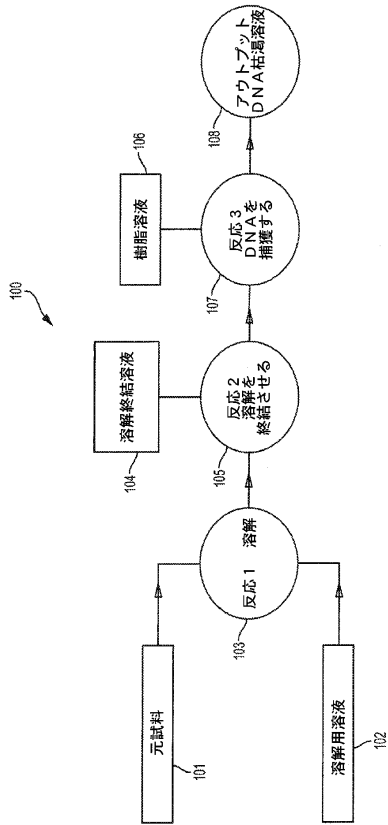 100
元試料
101
溶解用溶液
102
反応1 溶解
103
溶解終結溶液
104
反応2
溶解を
終結させる
105
樹脂溶液
106
反応3
DNAを
捕獲する
107
アウトプット
DNA枯渇溶液
108